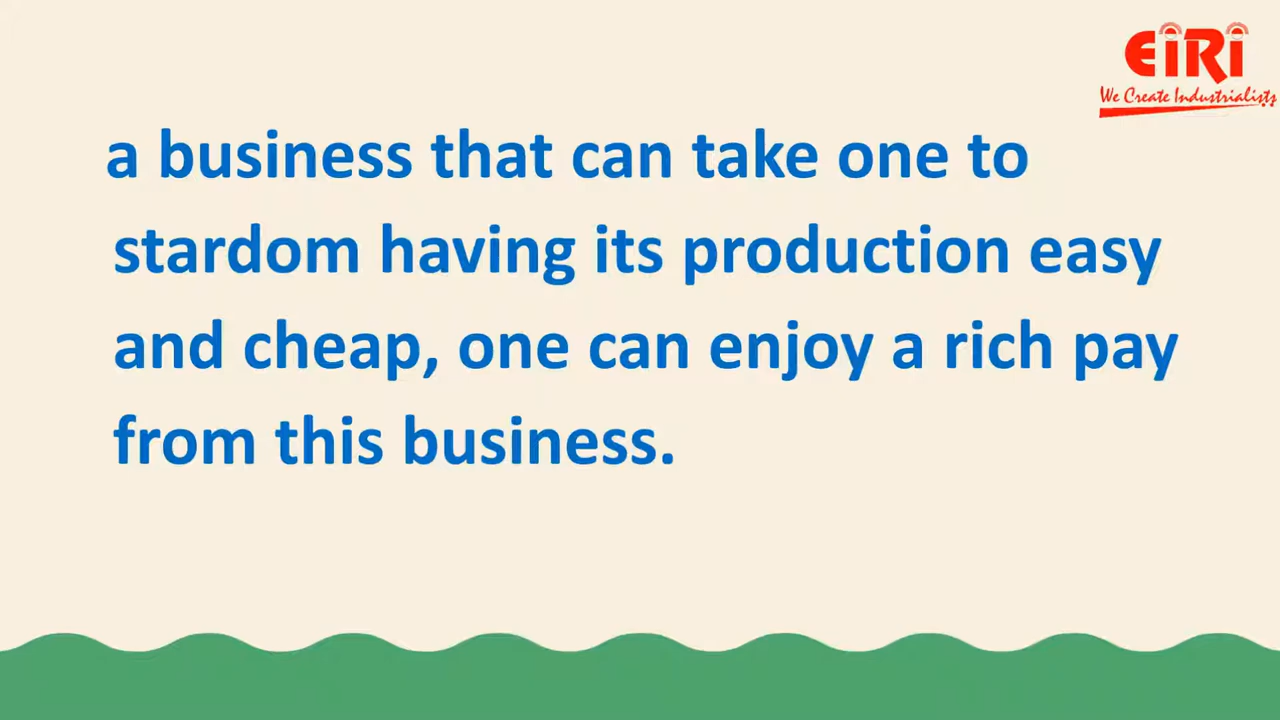 EiRi
We Create Industrialists
a business that can take one to
stardom having its production easy
and cheap, one can enjoy a rich pay
from this business.